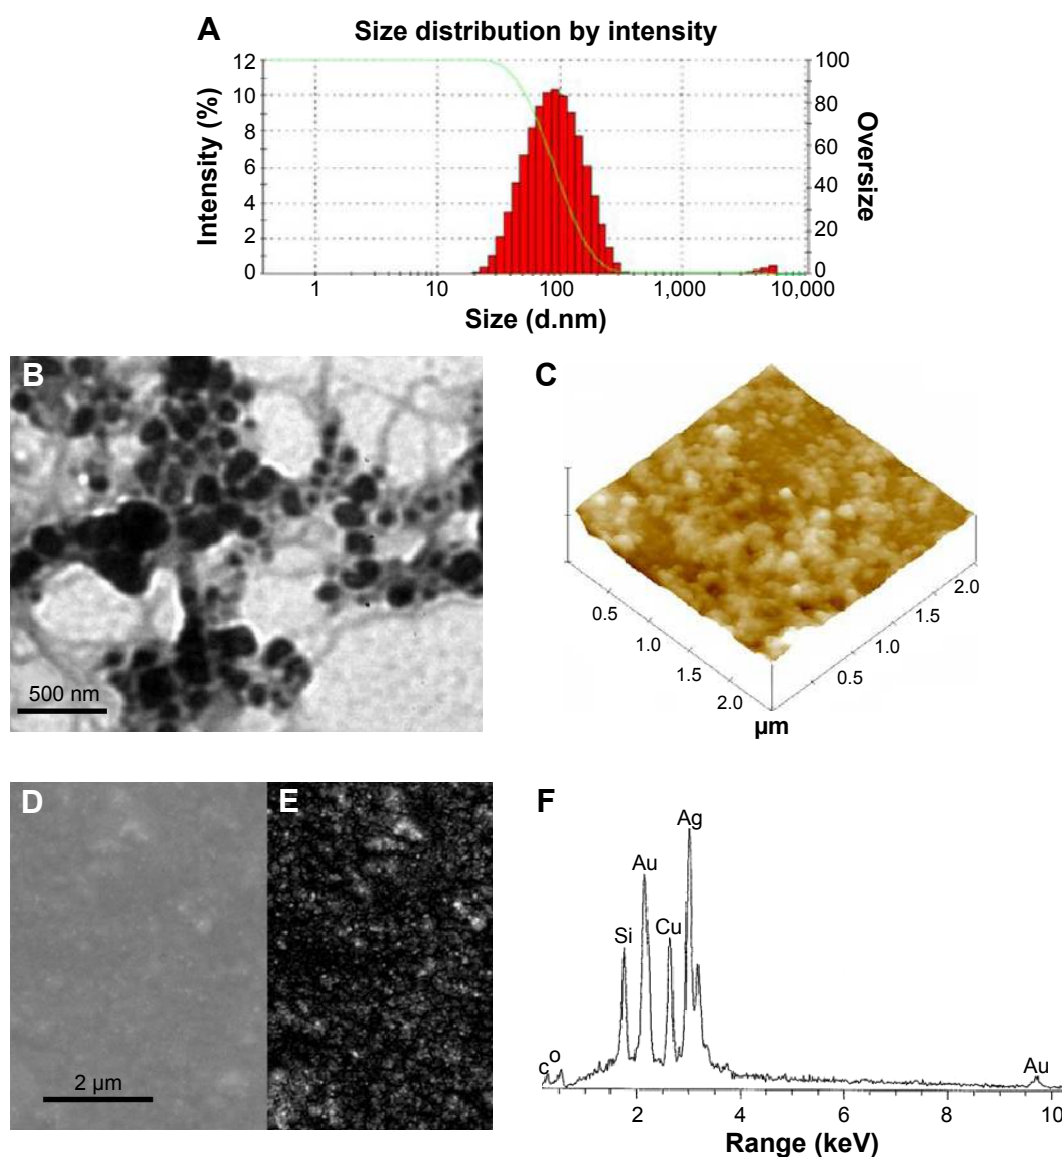 A
Size distribution by intensity
Intensity (%)
12
10
8
6
4
2
0
100
80
60
40
20
0
Oversize
1
10
100
1,000
10,000
Size (d.nm)
B
500 nm
C
0.5
1.0
1.5
2.0
0.5
1.0
1.5
2.0
µm
D
2 µm
E
F
C
O
Si
Au
Cu
Ag
Au
2
4
6
8
10
Range (keV)